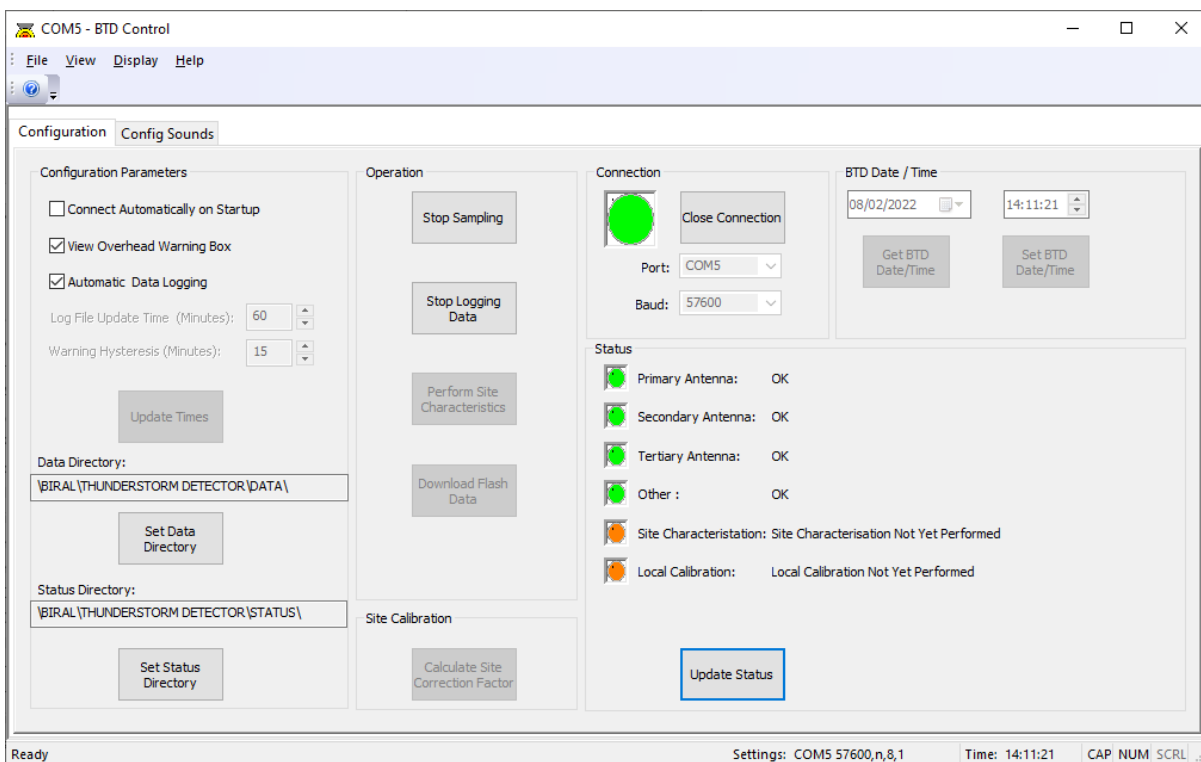 COM5 - BTD Control
File View Display Help
Configuration Config Sounds
Configuration Parameters
Connect Automatically on Startup
View Overhead Warning Box
Automatic Data Logging
Log File Update Time (Minutes): 60
Warning Hysteresis (Minutes): 15
Update Times
Data Directory:
\BIRAL\THUNDERSTORM DETECTOR\DATA\
Set Data
Directory
Status Directory:
\BIRAL\THUNDERSTORM DETECTOR\STATUS\
Set Status
Directory
Operation
Stop Sampling
Stop Logging
Data
Perform Site
Characteristics
Download Flash
Data
Site Calibration
Calculate Site
Correction Factor
Connection
Close Connection
Port: COM5
Baud: 57600
BTD Date / Time
08/02/2022 14:11:21
Get BTD
Date/Time
Set BTD
Date/Time
Status
Primary Antenna: OK
Secondary Antenna: OK
Tertiary Antenna: OK
Other : OK
Site Characteristation: Site Characterisation Not Yet Performed
Local Calibration: Local Calibration Not Yet Performed
Update Status
Ready Settings: COM5 57600,n,8,1 Time: 14:11:21 CAP NUM SCRL